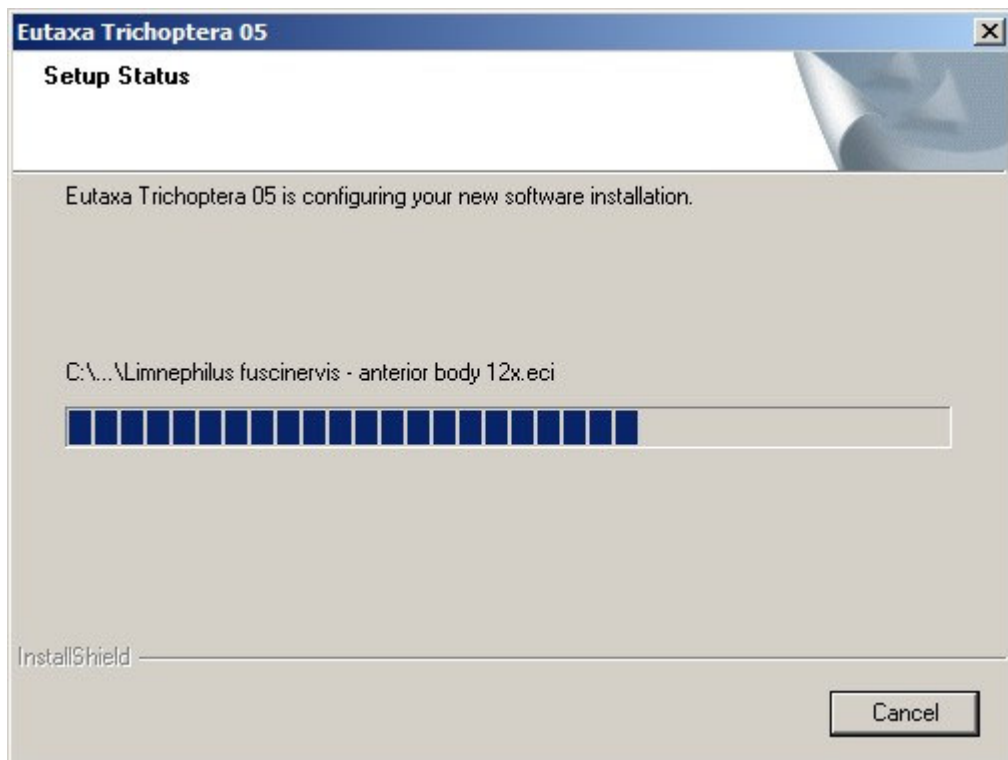 Eutaxa Trichoptera 05
Setup Status
Eutaxa Trichoptera 05 is configuring your new software installation.
C:\...\Limnephilus fuscinervis - anterior body 12x.eci
InstallShield
Cancel